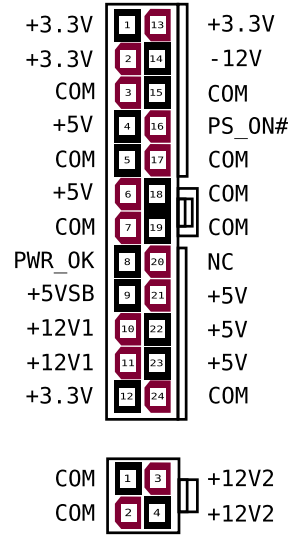 +3.3V 1 13 +3.3V
+3.3V 2 14 -12V
COM 3 15 COM
+5V 4 16 PS_ON#
COM 5 17 COM
+5V 6 18 COM
COM 7 19 COM
PWR_OK 8 20 NC
+5VSB 9 21 +5V
+12V1 10 22 +5V
+12V1 11 23 +5V
+3.3V 12 24 COM
COM 1 3 +12V2
COM 2 4 +12V2